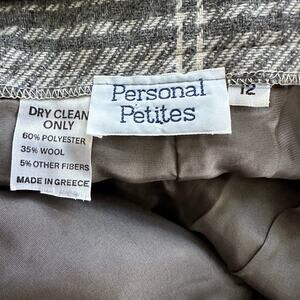 Personal
Petites
12
DRY CLEAN
ONLY
60% POLYESTER
35% WOOL
5% OTHER FIBERS
MADE IN GREECE